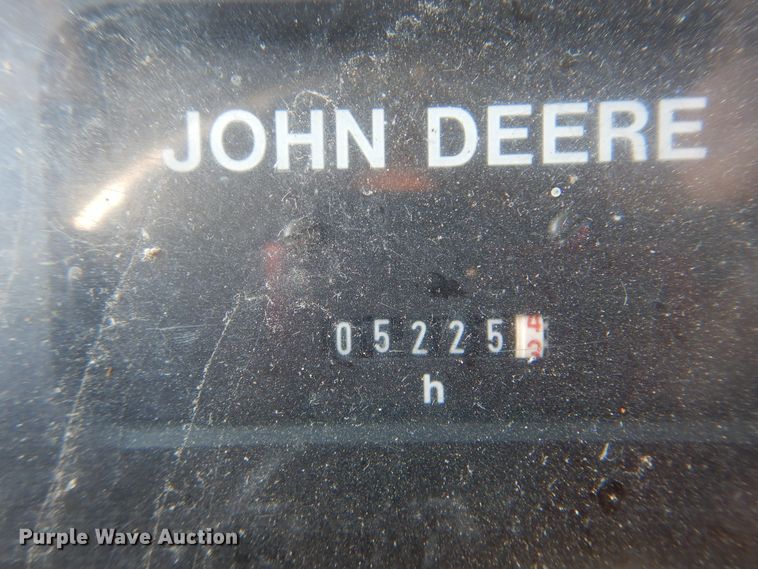 JOHN DEERE
05225
h
Purple Wave Auction